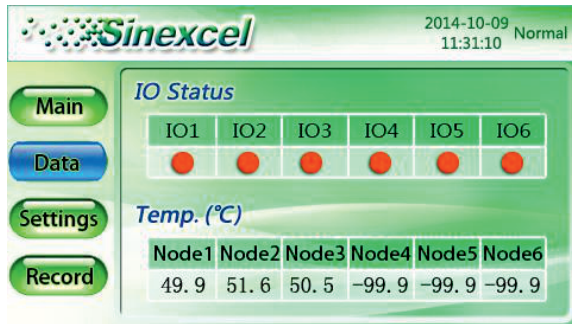 Sinexcel
2014-10-09
11:31:10
Normal
Main
Data
Settings
Record
IO Status
IO1 IO2 IO3 IO4 IO5 IO6
Temp. (℃)
Node1 Node2 Node3 Node4 Node5 Node6
49.9 51.6 50.5 -99.9 -99.9 -99.9